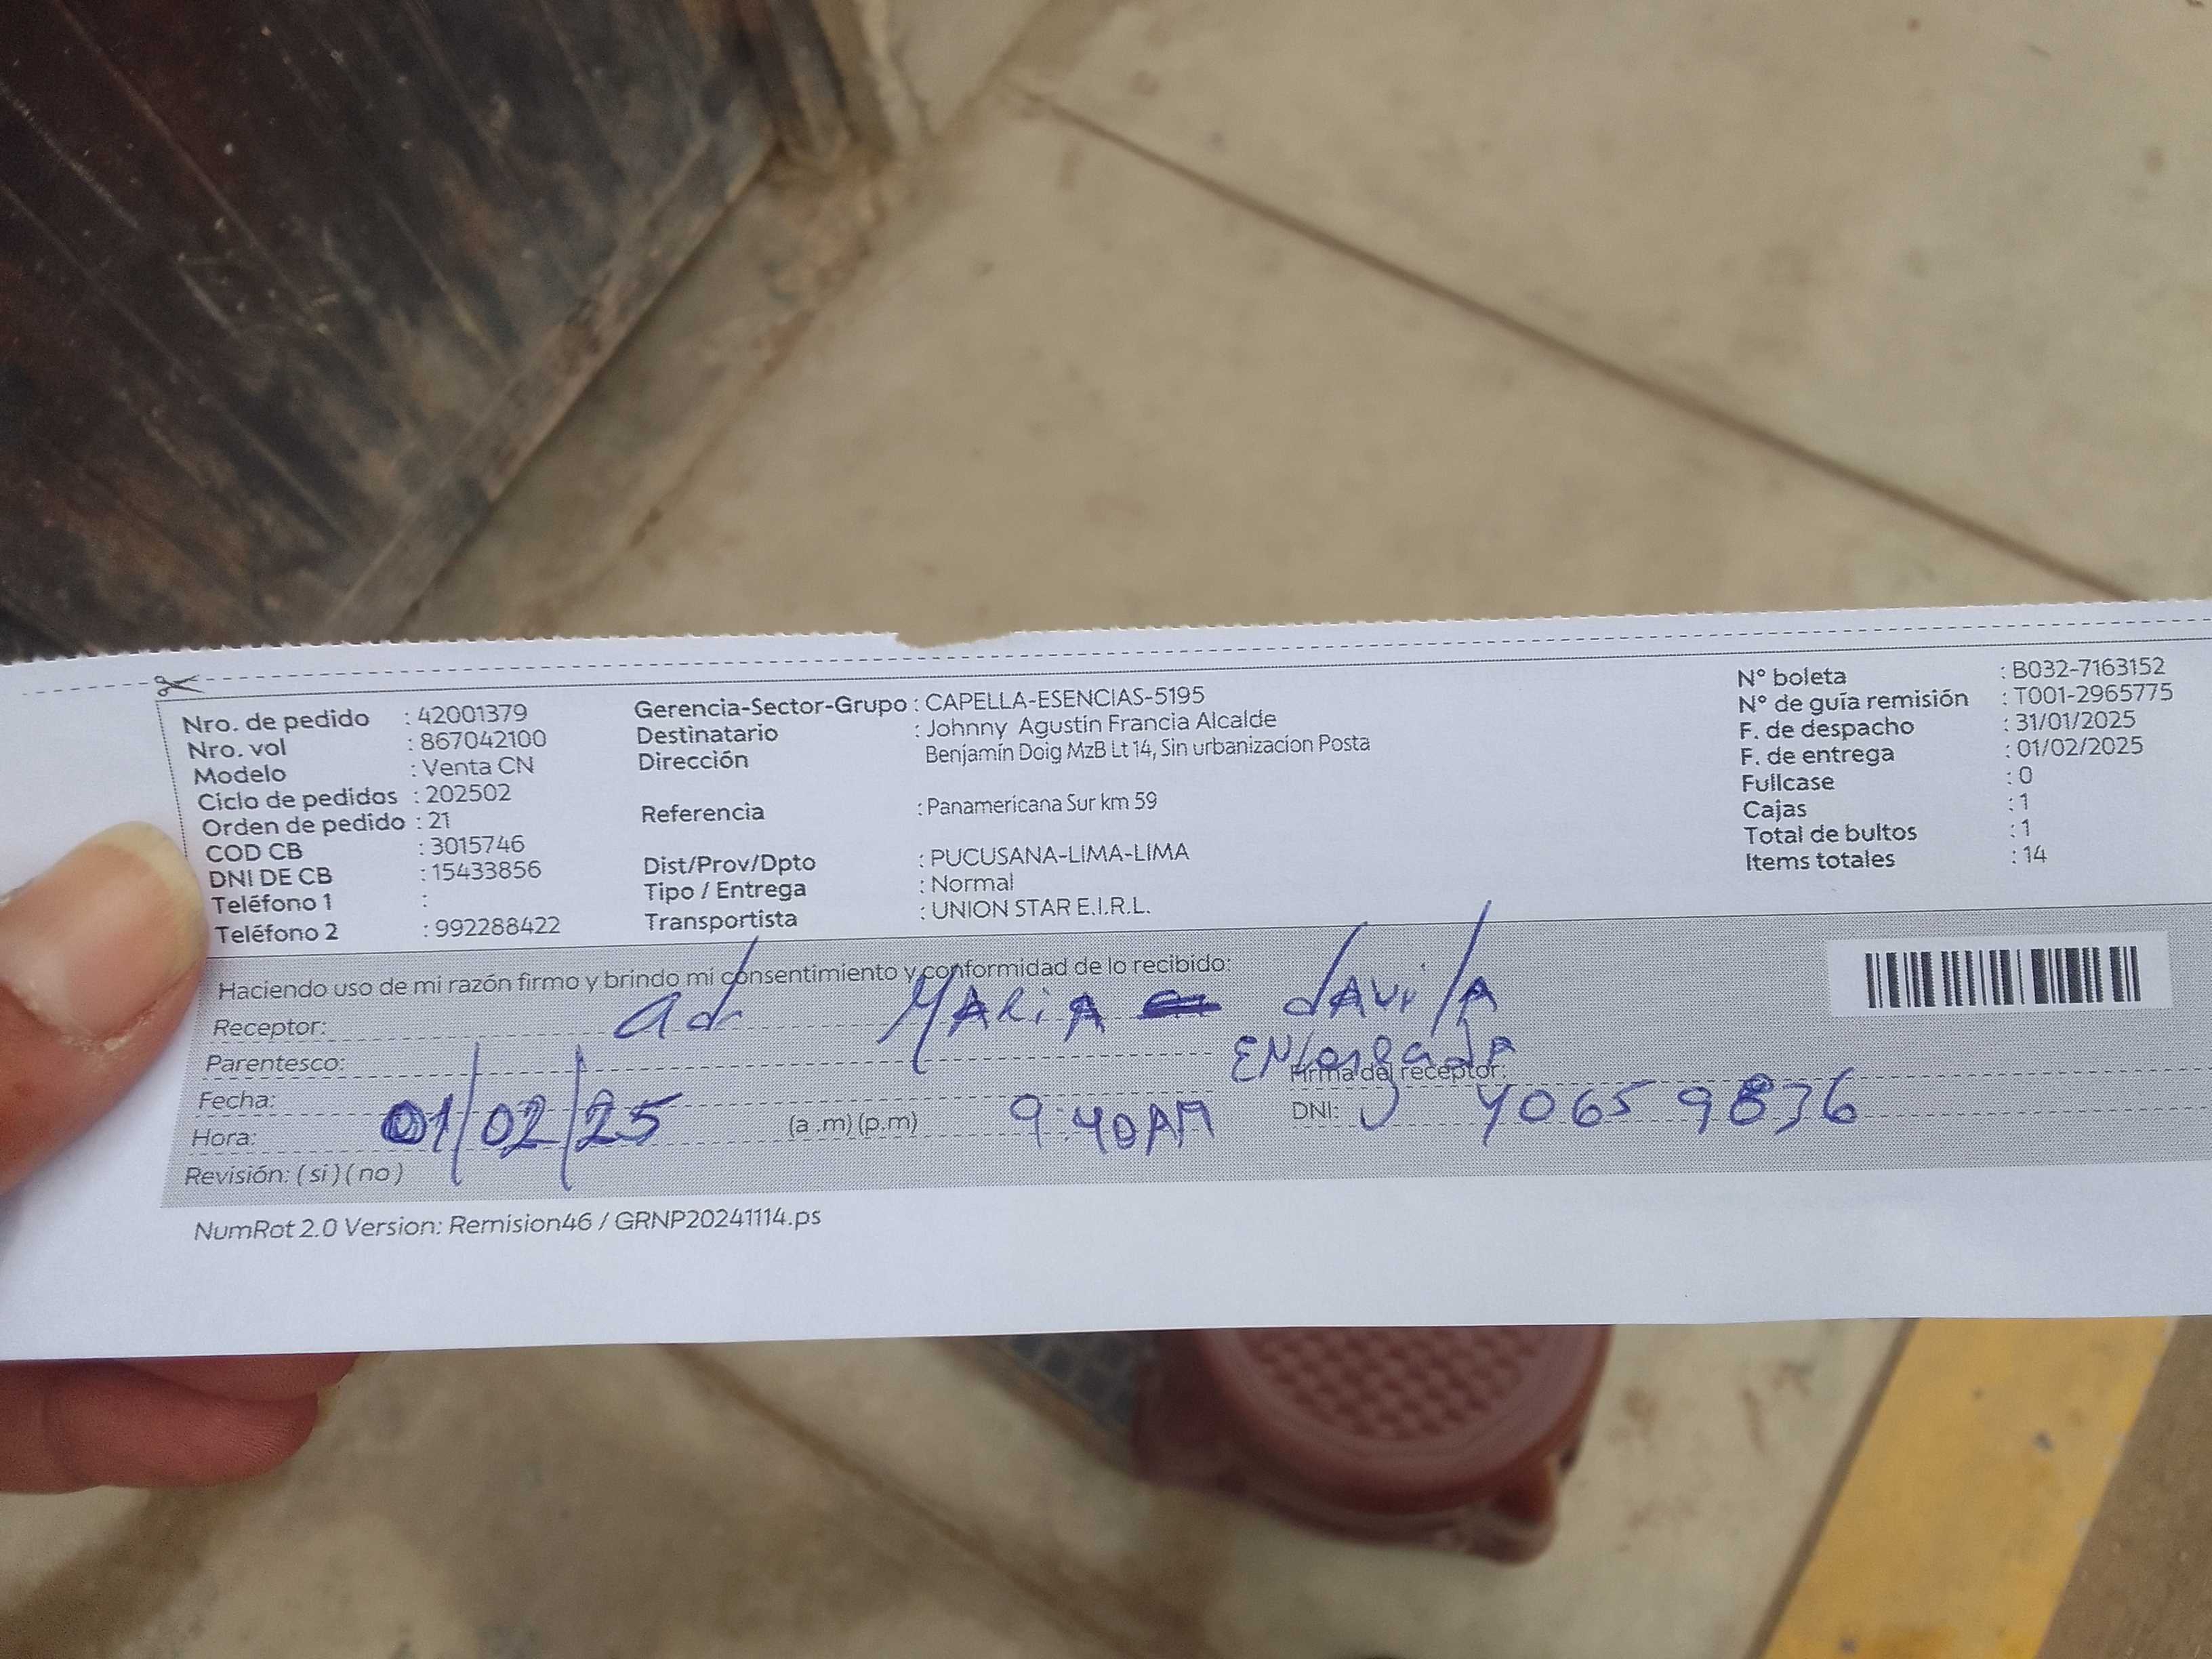 Nro. de pedido : 42001379
Nro. vol : 867042100
Modelo : Venta CN
Ciclo de pedidos : 202502
Orden de pedido : 21
COD CB : 3015746
DNI DE CB : 15433856
Teléfono 1 :
Teléfono 2 : 992288422
Gerencia-Sector-Grupo : CAPELLA-ESENCIAS-5195
Destinatario : Johnny Agustin Francia Alcalde
Dirección Benjamín Doig MzB Lt 14, Sin urbanizacion Posta
Referencia : Panamericana Sur km 59
Dist/Prov/Dpto : PUCUSANA-LIMA-LIMA
Tipo / Entrega : Normal
Transportista : UNION STAR E.I.R.L.
N° boleta : B032-7163152
N° de guía remisión : T001-2965775
F. de despacho : 31/01/2025
F. de entrega : 01/02/2025
Fullcase : 0
Cajas : 1
Total de bultos : 1
Items totales : 14
Haciendo uso de mi razón firmo y brindo mi consentimiento y conformidad de lo recibido:
Receptor: MARIA dAvilA
Parentesco:
Firma del receptor:
Fecha: 01/02/25
Hora: (a .m) (p.m) 9:40AM
DNI: 40659836
Revisión: ( si ) ( no )
NumRot 2.0 Version: Remision46 / GRNP20241114.ps